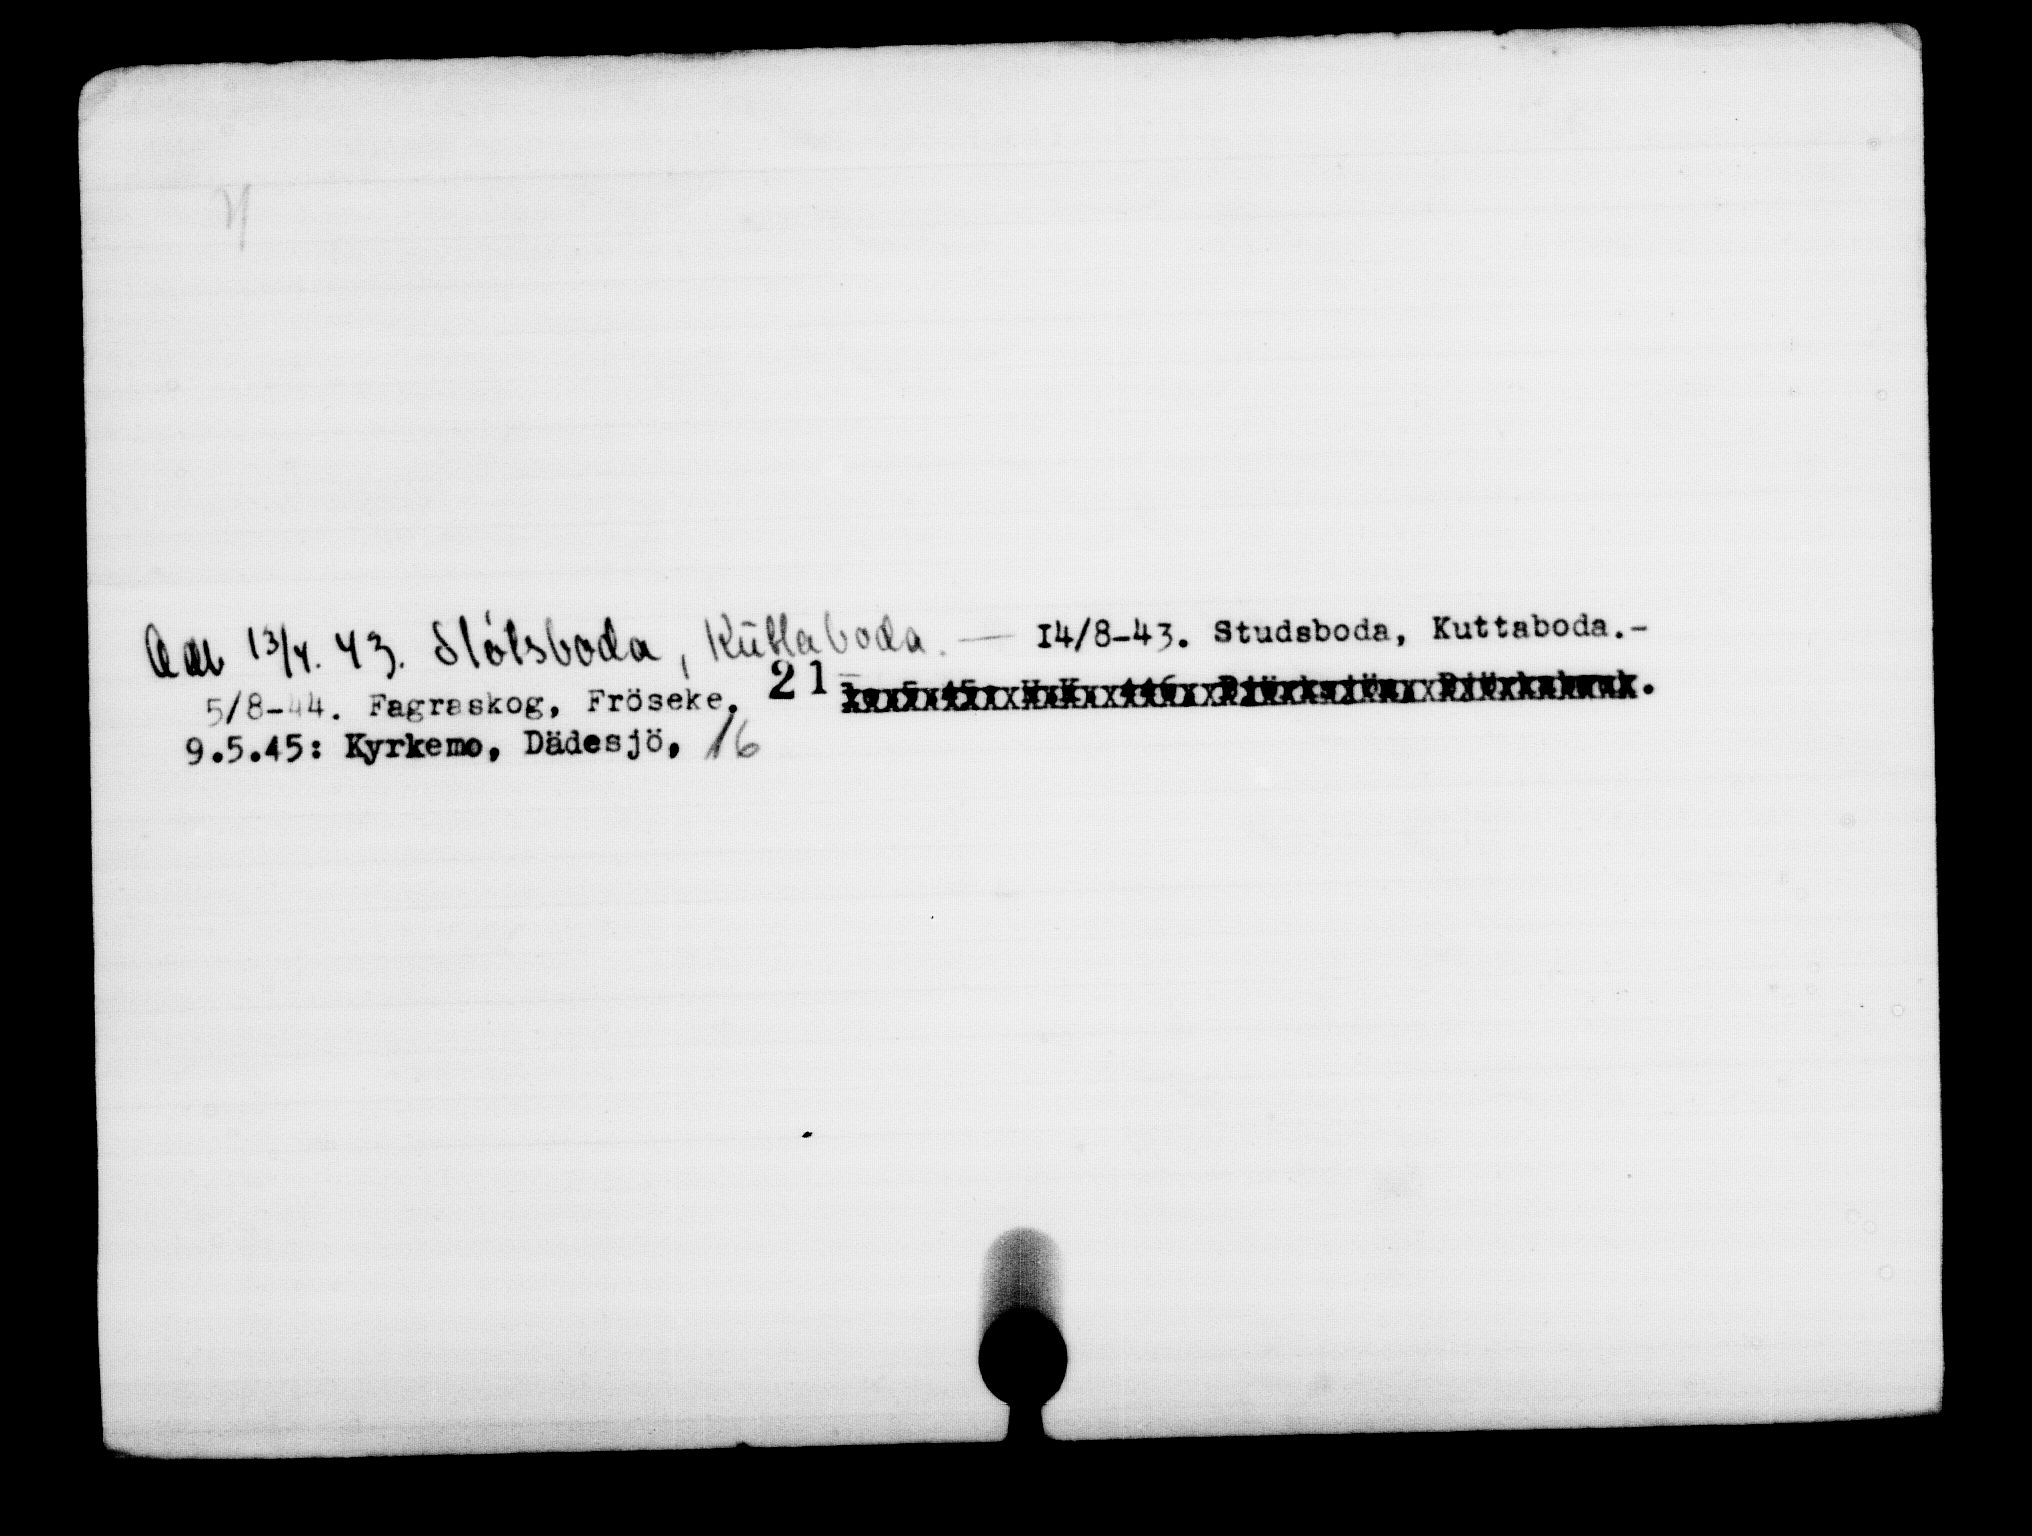 13/4. 43. Slätsboda, Kuttaboda. — 14/8-43. Studsboda, Kuttaboda.-
5/8-44. Fagraskog, Fröseke. 21
9.5.45: Kyrkemo, Dädesjö, 16